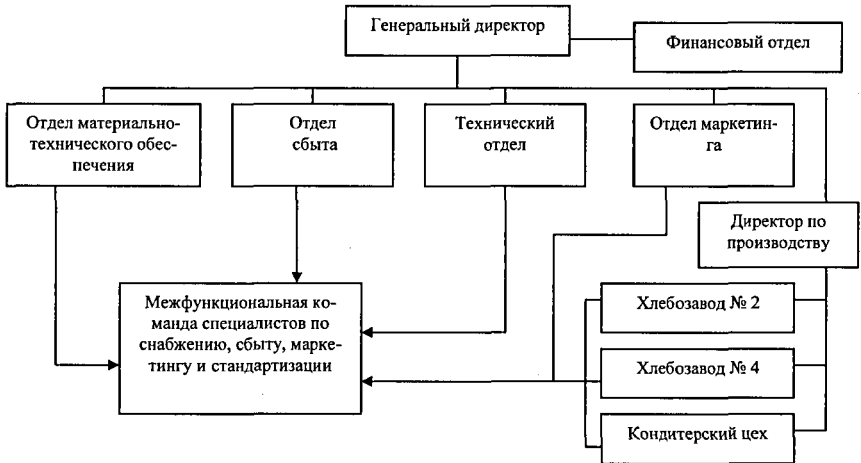 Генеральный директор
Финансовый отдел
Отдел материально-
технического обес-
печения
Отдел
сбыта
Технический
отдел
Отдел маркетин-
га
Директор по
производству
Межфункциональная ко-
манда специалистов по
снабжению, сбыту, марке-
тингу и стандартизации
Хлебозавод № 2
Хлебозавод № 4
Кондитерский цех